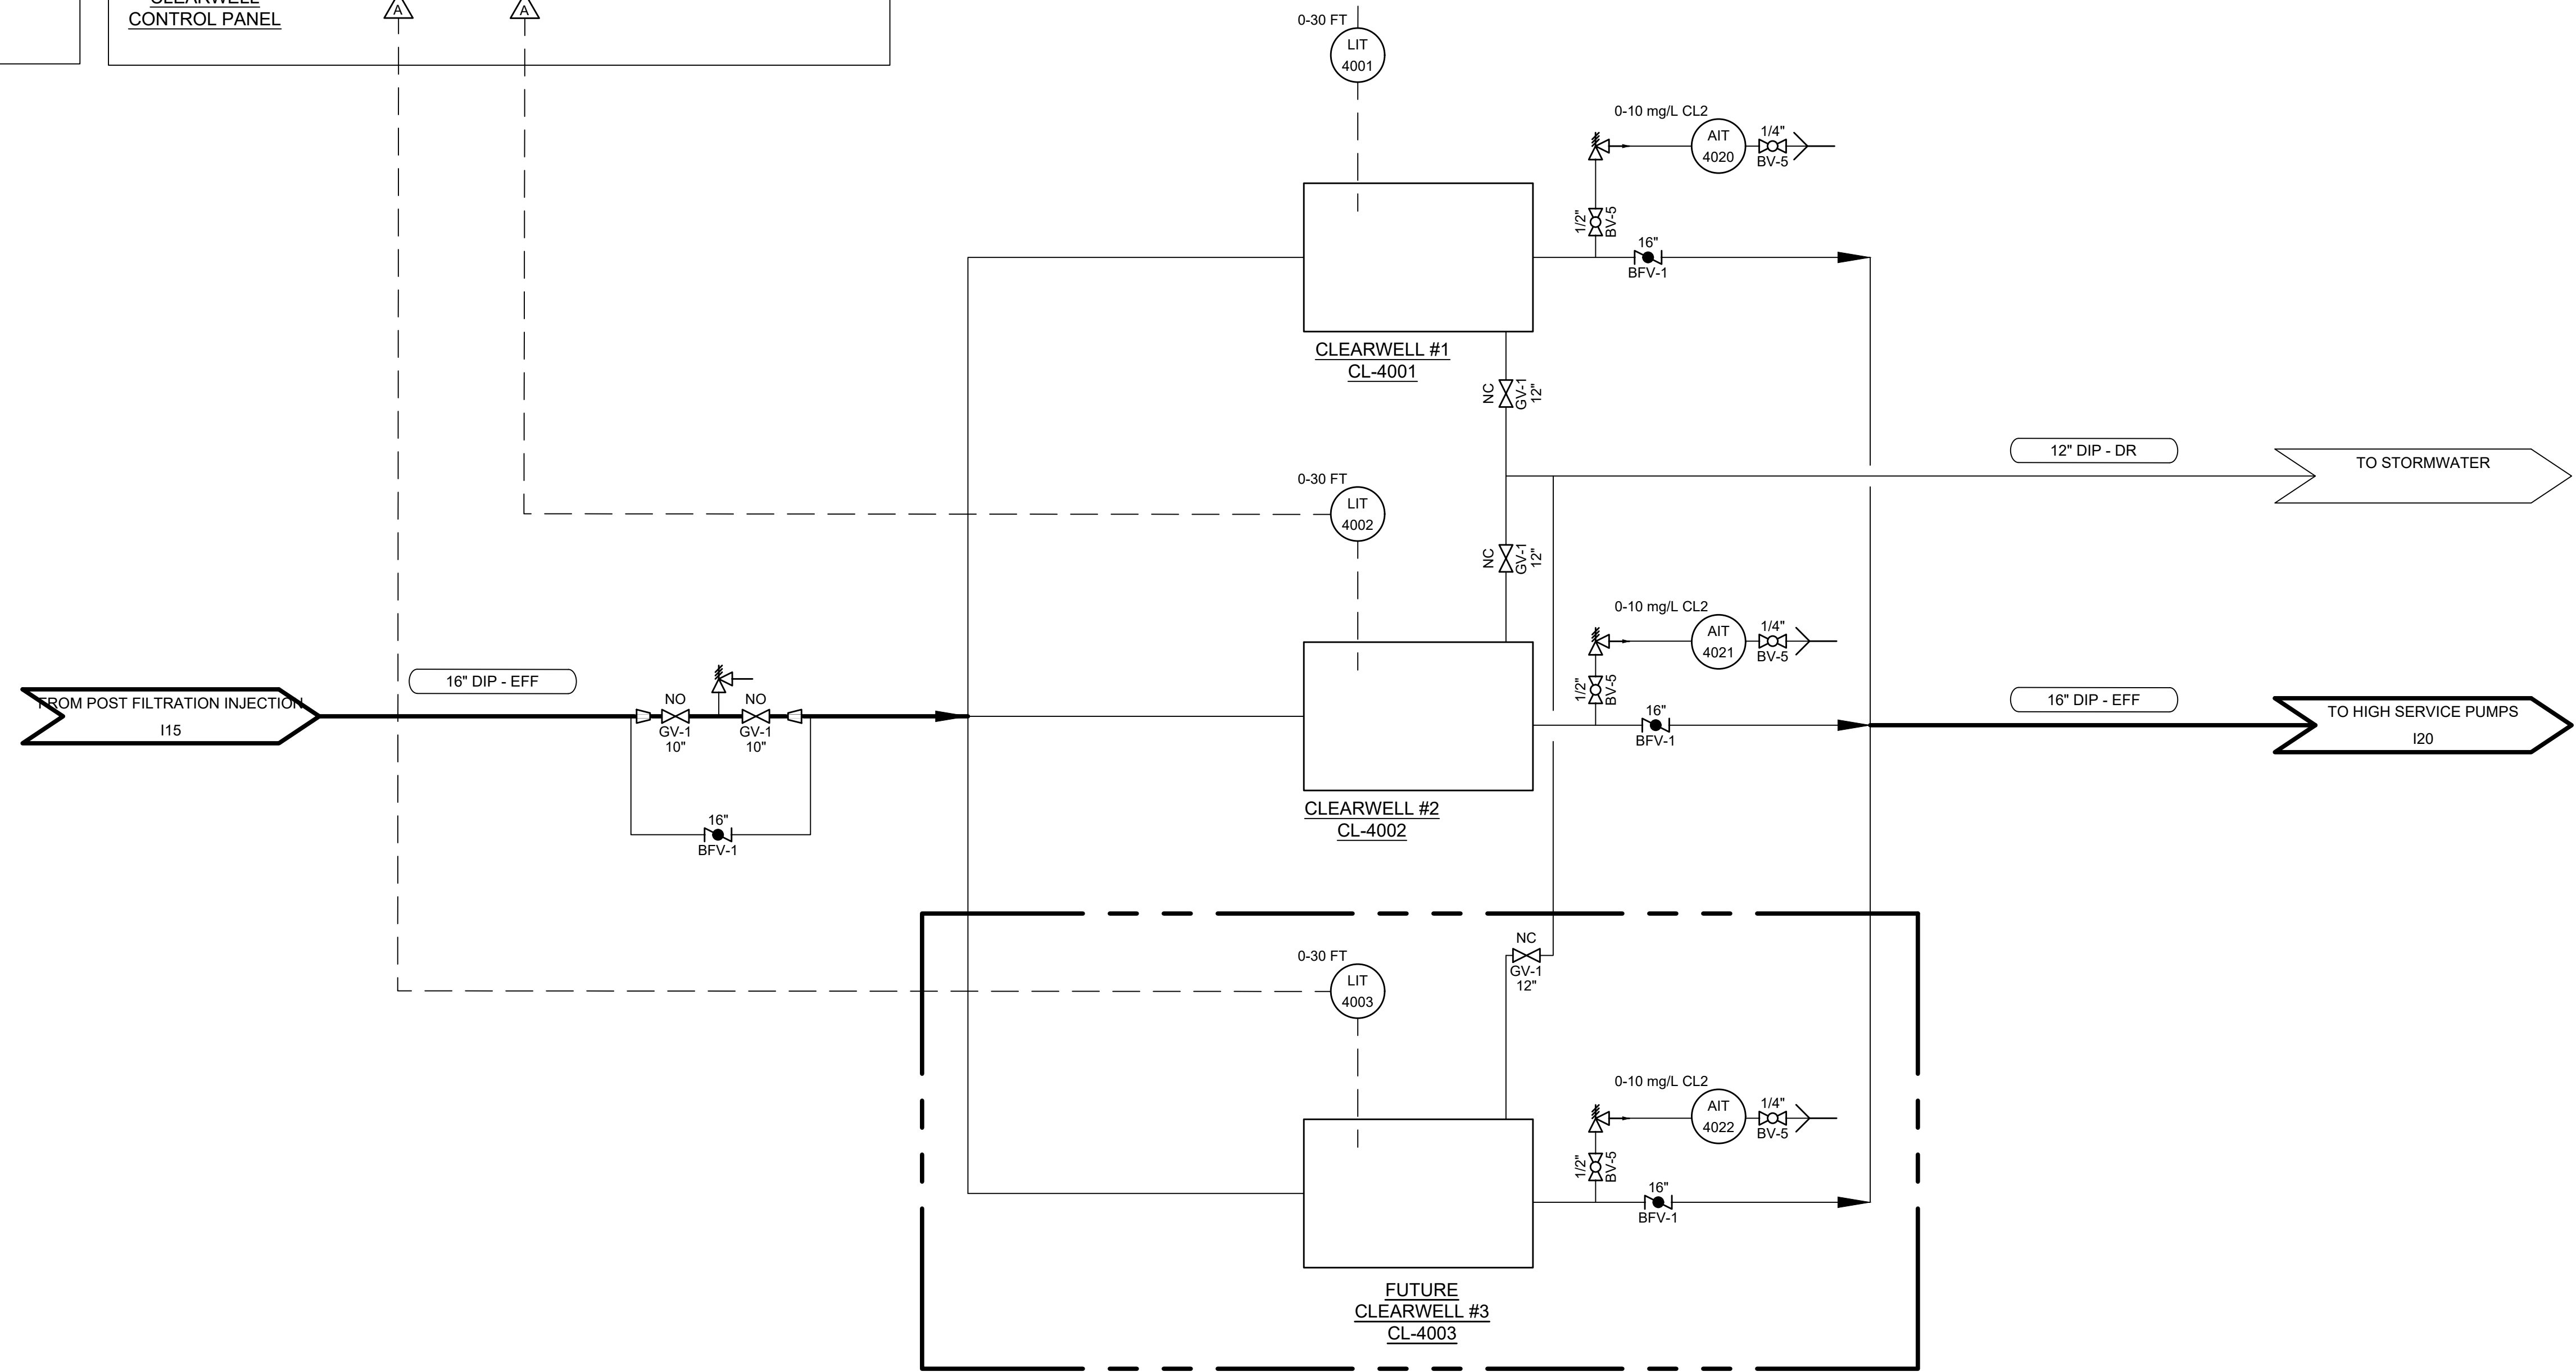 CLEARWELL
CONTROL PANEL
A
A
0-30 FT
LIT
4001
0-10 mg/L CL2
AIT
4020
1/4"
BV-5
1/2"
BV-5
16"
BFV-1
CLEARWELL #1
CL-4001
NC
GV-1
12"
12" DIP - DR
TO STORMWATER
0-30 FT
LIT
4002
NC
GV-1
12"
0-10 mg/L CL2
AIT
4021
1/4"
BV-5
1/2"
BV-5
16"
BFV-1
FROM POST FILTRATION INJECTION
I15
16" DIP - EFF
NO
GV-1
10"
NO
GV-1
10"
16"
BFV-1
16" DIP - EFF
TO HIGH SERVICE PUMPS
I20
CLEARWELL #2
CL-4002
0-30 FT
LIT
4003
NC
GV-1
12"
0-10 mg/L CL2
AIT
4022
1/4"
BV-5
1/2"
BV-5
16"
BFV-1
FUTURE
CLEARWELL #3
CL-4003